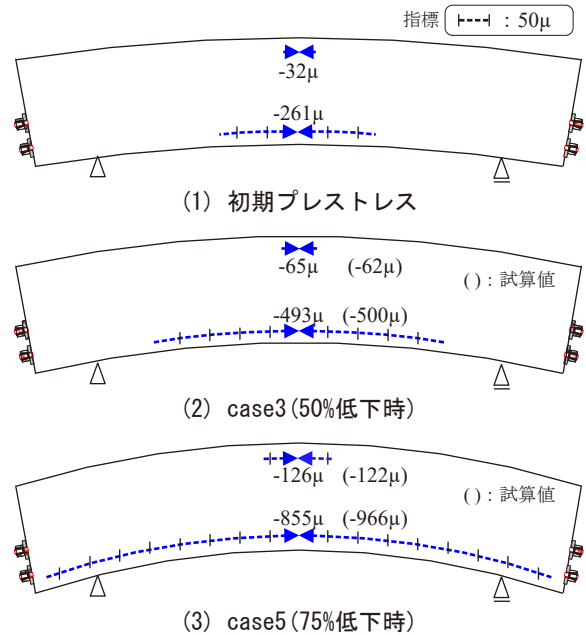 指標 : 50μ
-32μ
-261μ
(1) 初期プレストレス
-65μ (-62μ)
( ) : 試算値
-493μ (-500μ)
(2) case3(50%低下時)
-126μ (-122μ)
( ) : 試算値
-855μ (-966μ)
(3) case5(75%低下時)